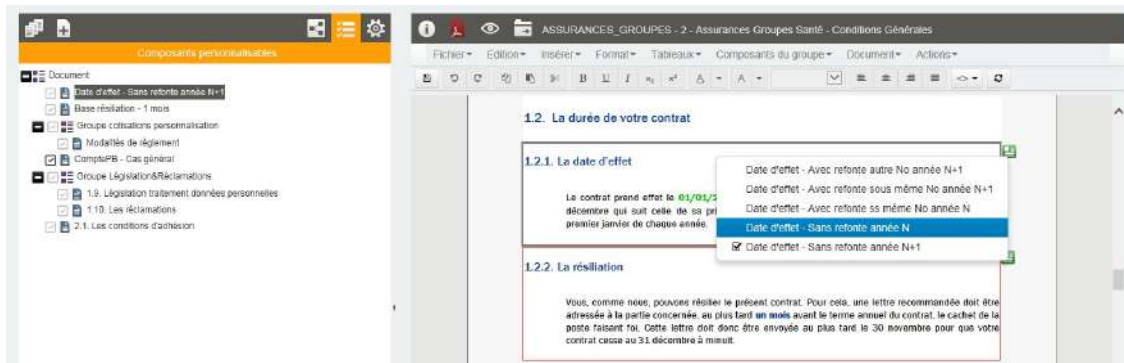 Composants personnalisables
Document
Date d'effet - Sans refonte année N+1
Base résiliation - 1 mois
Groupe cotisations personnalisation
Modalités de règlement
ComptePB - Cas général
Groupe Législation&Réclamations
1.9. Législation traitement données personnelles
1.10. Les réclamations
2.1. Les conditions d'adhésion
ASSURANCES_GROUPES - 2 - Assurances Groupes Santé - Conditions Générales
Fichier Edition Insérer Format Tableaux Composants du groupe Document Actions
B U I
1.2. La durée de votre contrat
1.2.1. La date d'effet
Le contrat prend effet le 01/01/2
décembre qui suit celle de sa pri
premier janvier de chaque année.
Date d'effet - Avec refonte autre No année N+1
Date d'effet - Avec refonte sous même No année N+1
Date d'effet - Avec refonte ss même No année N
Date d'effet - Sans refonte année N
Date d'effet - Sans refonte année N+1
1.2.2. La résiliation
Vous, comme nous, pouvons résilier le présent contrat. Pour cela, une lettre recommandée doit être
adressée à la partie concernée, au plus tard un mois avant le terme annuel du contrat, le cachet de la
poste faisant foi. Cette lettre doit donc être envoyée au plus tard le 30 novembre pour que votre
contrat cesse au 31 décembre à minuit.